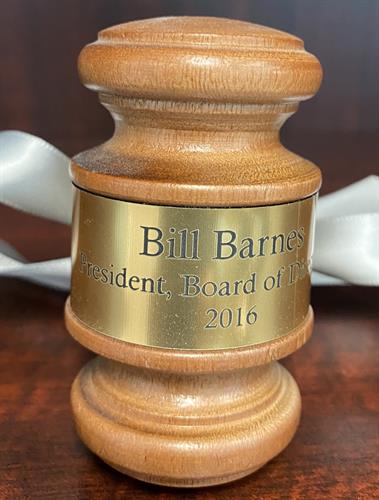 Bill Barnes
President, Board of
2016